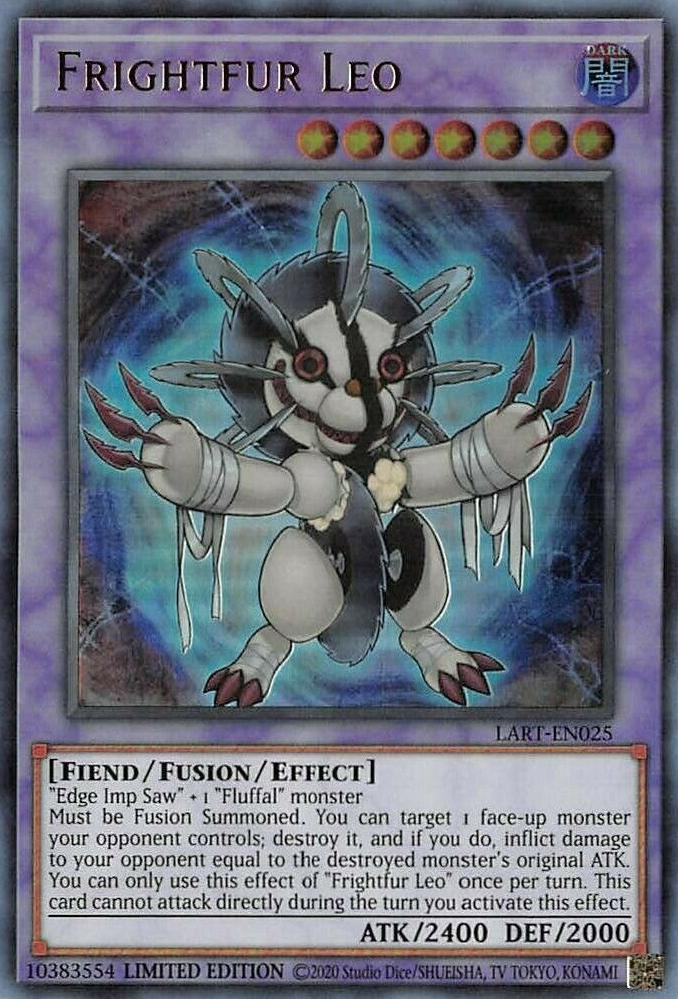 Frightfur Leo
DARK
闇
LART-EN025
[Fiend/Fusion/Effect]
"Edge Imp Saw" + 1 "Fluffal" monster
Must be Fusion Summoned. You can target 1 face-up monster
your opponent controls; destroy it, and if you do, inflict damage
to your opponent equal to the destroyed monster's original ATK.
You can only use this effect of "Frightfur Leo" once per turn. This
card cannot attack directly during the turn you activate this effect.
ATK/2400 DEF/2000
10383554 LIMITED EDITION ©2020 Studio Dice/SHUEISHA, TV TOKYO, KONAMI